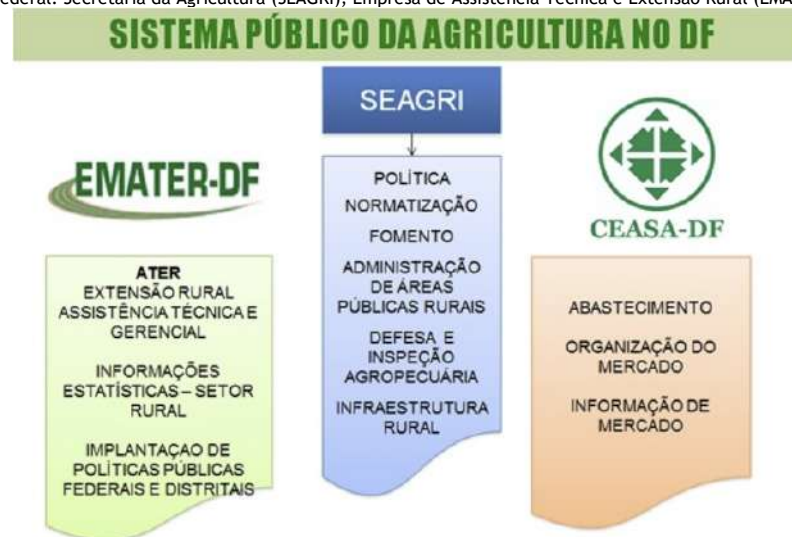 ederal: Secretaria da Agricultura (SEAGRI), Empresa de Assistência Técnica e Extensão Rural (EMA
SISTEMA PÚBLICO DA AGRICULTURA NO DF
SEAGRI
POLÍTICA
NORMATIZAÇÃO
FOMENTO
ADMINISTRAÇÃO
DE ÁREAS
PÚBLICAS RURAIS
DEFESA E
INSPEÇÃO
AGROPECUÁRIA
INFRAESTRUTURA
RURAL
EMATER-DF
ATER
EXTENSÃO RURAL
ASSISTÊNCIA TÉCNICA E
GERENCIAL
INFORMAÇÕES
ESTATÍSTICAS – SETOR
RURAL
IMPLANTAÇAO DE
POLÍTICAS PÚBLICAS
FEDERAIS E DISTRITAIS
CEASA-DF
ABASTECIMENTO
ORGANIZAÇÃO DO
MERCADO
INFORMAÇÃO DE
MERCADO